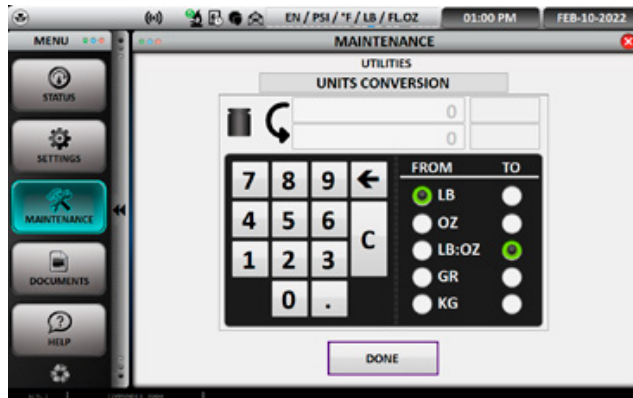 EN / PSI / °F / LB / FL.OZ 01:00 PM FEB-10-2022
MENU
MAINTENANCE
UTILITIES
UNITS CONVERSION
STATUS
SETTINGS
MAINTENANCE
DOCUMENTS
HELP
0
0
7 8 9
4 5 6 C
1 2 3
0 .
FROM TO
LB
OZ
LB:OZ
GR
KG
DONE